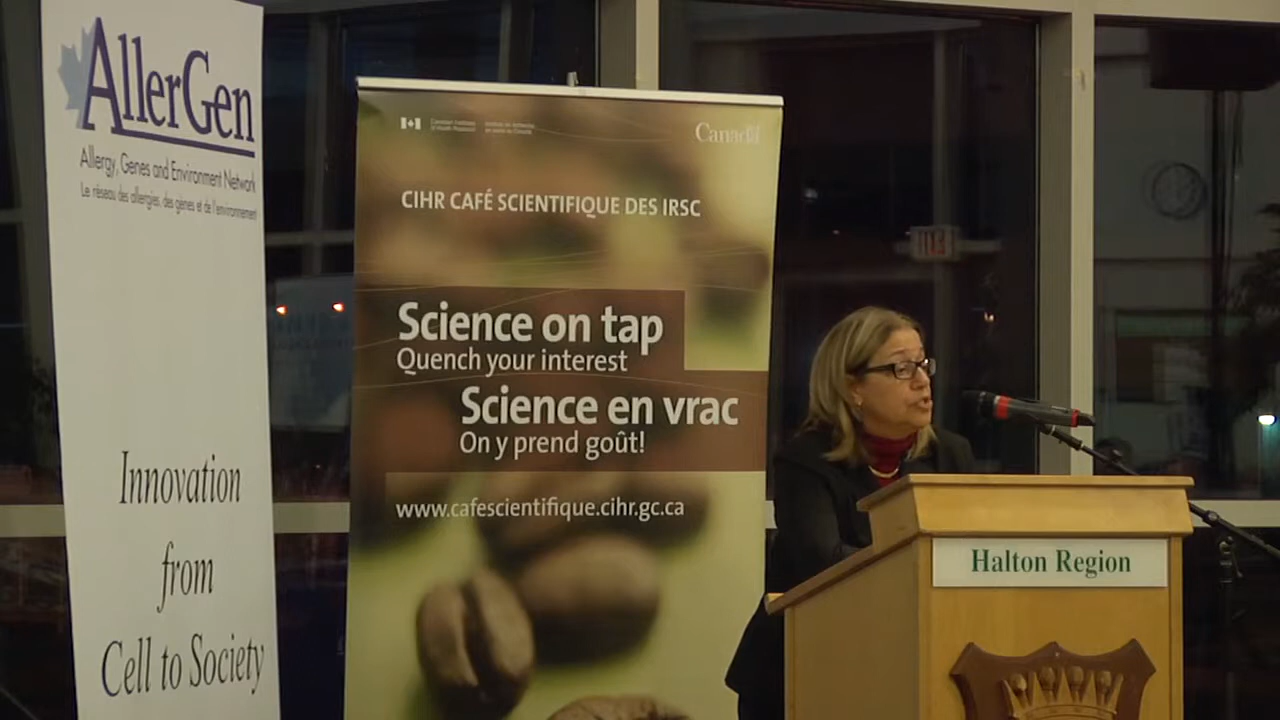 AllerGen
Allergy, Genes and Environment Network
Le réseau des allergies, des gènes et de l'environnement
Innovation
from
Cell to Society
Canada
CIHR CAFÉ SCIENTIFIQUE DES IRSC
Science on tap
Quench your interest
Science en vrac
On y prend goût!
www.cafescientifique.cihr.gc.ca
Halton Region